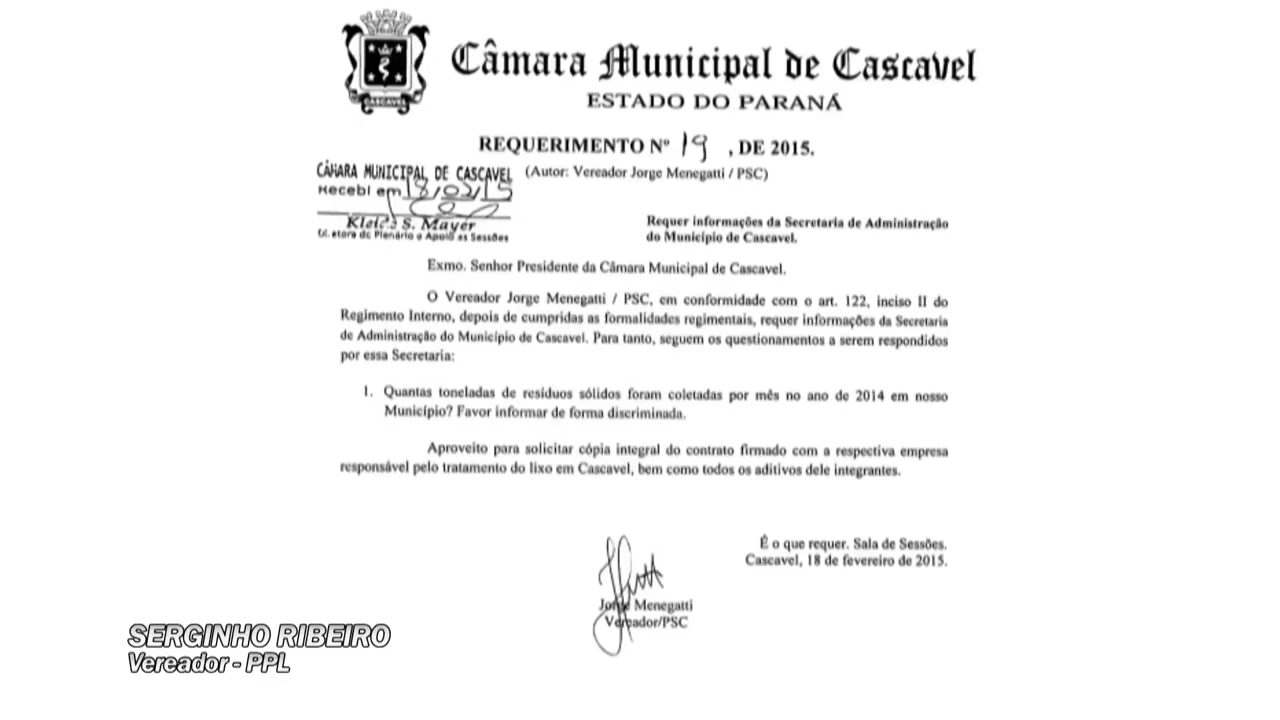 CASCAVEL
Câmara Municipal de Cascavel
ESTADO DO PARANÁ
REQUERIMENTO Nº 19 , DE 2015.
(Autor: Vereador Jorge Menegatti / PSC)
CÂMARA MUNICIPAL DE CASCAVEL
Recebi em 18/02/15
S. Mayer
de Plenário e Apoio às Sessões
Requer informações da Secretaria de Administração
do Município de Cascavel.
Exmo. Senhor Presidente da Câmara Municipal de Cascavel.
O Vereador Jorge Menegatti / PSC, em conformidade com o art. 122, inciso II do
Regimento Interno, depois de cumpridas as formalidades regimentais, requer informações da Secretaria
de Administração do Município de Cascavel. Para tanto, seguem os questionamentos a serem respondidos
por essa Secretaria:
1. Quantas toneladas de resíduos sólidos foram coletadas por mês no ano de 2014 em nosso
Município? Favor informar de forma discriminada.
Aproveito para solicitar cópia integral do contrato firmado com a respectiva empresa
responsável pelo tratamento do lixo em Cascavel, bem como todos os aditivos dele integrantes.
É o que requer. Sala de Sessões.
Cascavel, 18 de fevereiro de 2015.
Jorge Menegatti
Vereador/PSC
SERGINHO RIBEIRO
Vereador - PPL